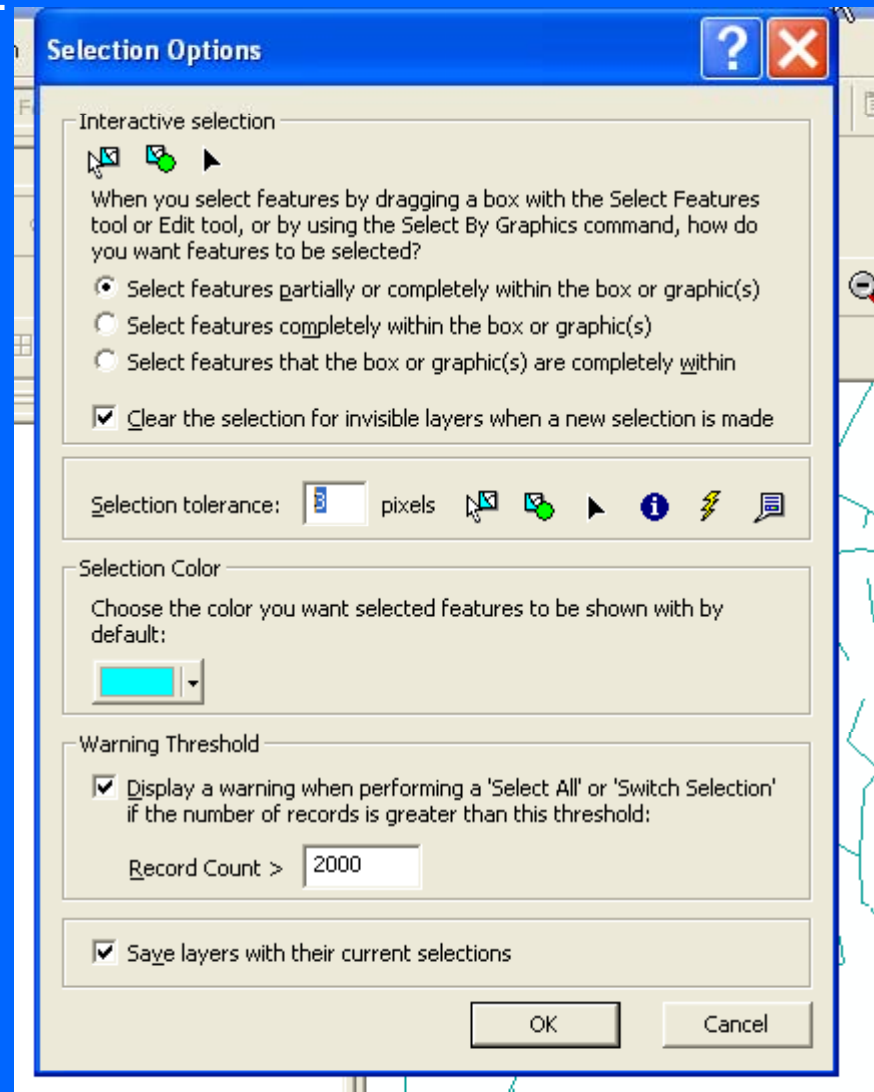 Selection Options
Interactive selection
When you select features by dragging a box with the Select Features
tool or Edit tool, or by using the Select By Graphics command, how do
you want features to be selected?
Select features partially or completely within the box or graphic(s)
Select features completely within the box or graphic(s)
Select features that the box or graphic(s) are completely within
Clear the selection for invisible layers when a new selection is made
Selection tolerance: 3 pixels
Selection Color
Choose the color you want selected features to be shown with by
default:
Warning Threshold
Display a warning when performing a 'Select All' or 'Switch Selection'
if the number of records is greater than this threshold:
Record Count > 2000
Save layers with their current selections
OK Cancel